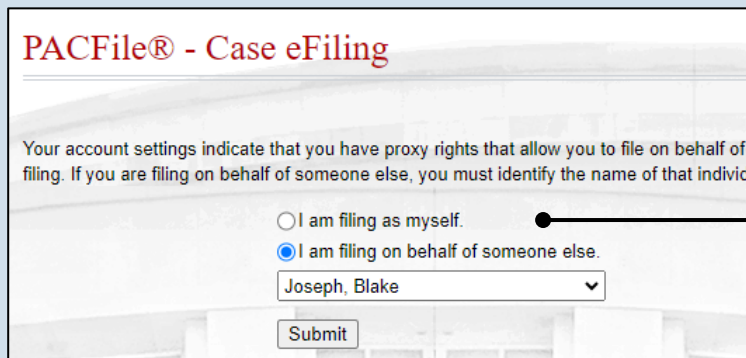 PACFile® - Case eFiling
Your account settings indicate that you have proxy rights that allow you to file on behalf of
filing. If you are filing on behalf of someone else, you must identify the name of that
I am filing as myself.
I am filing on behalf of someone else.
Joseph, Blake
Submit